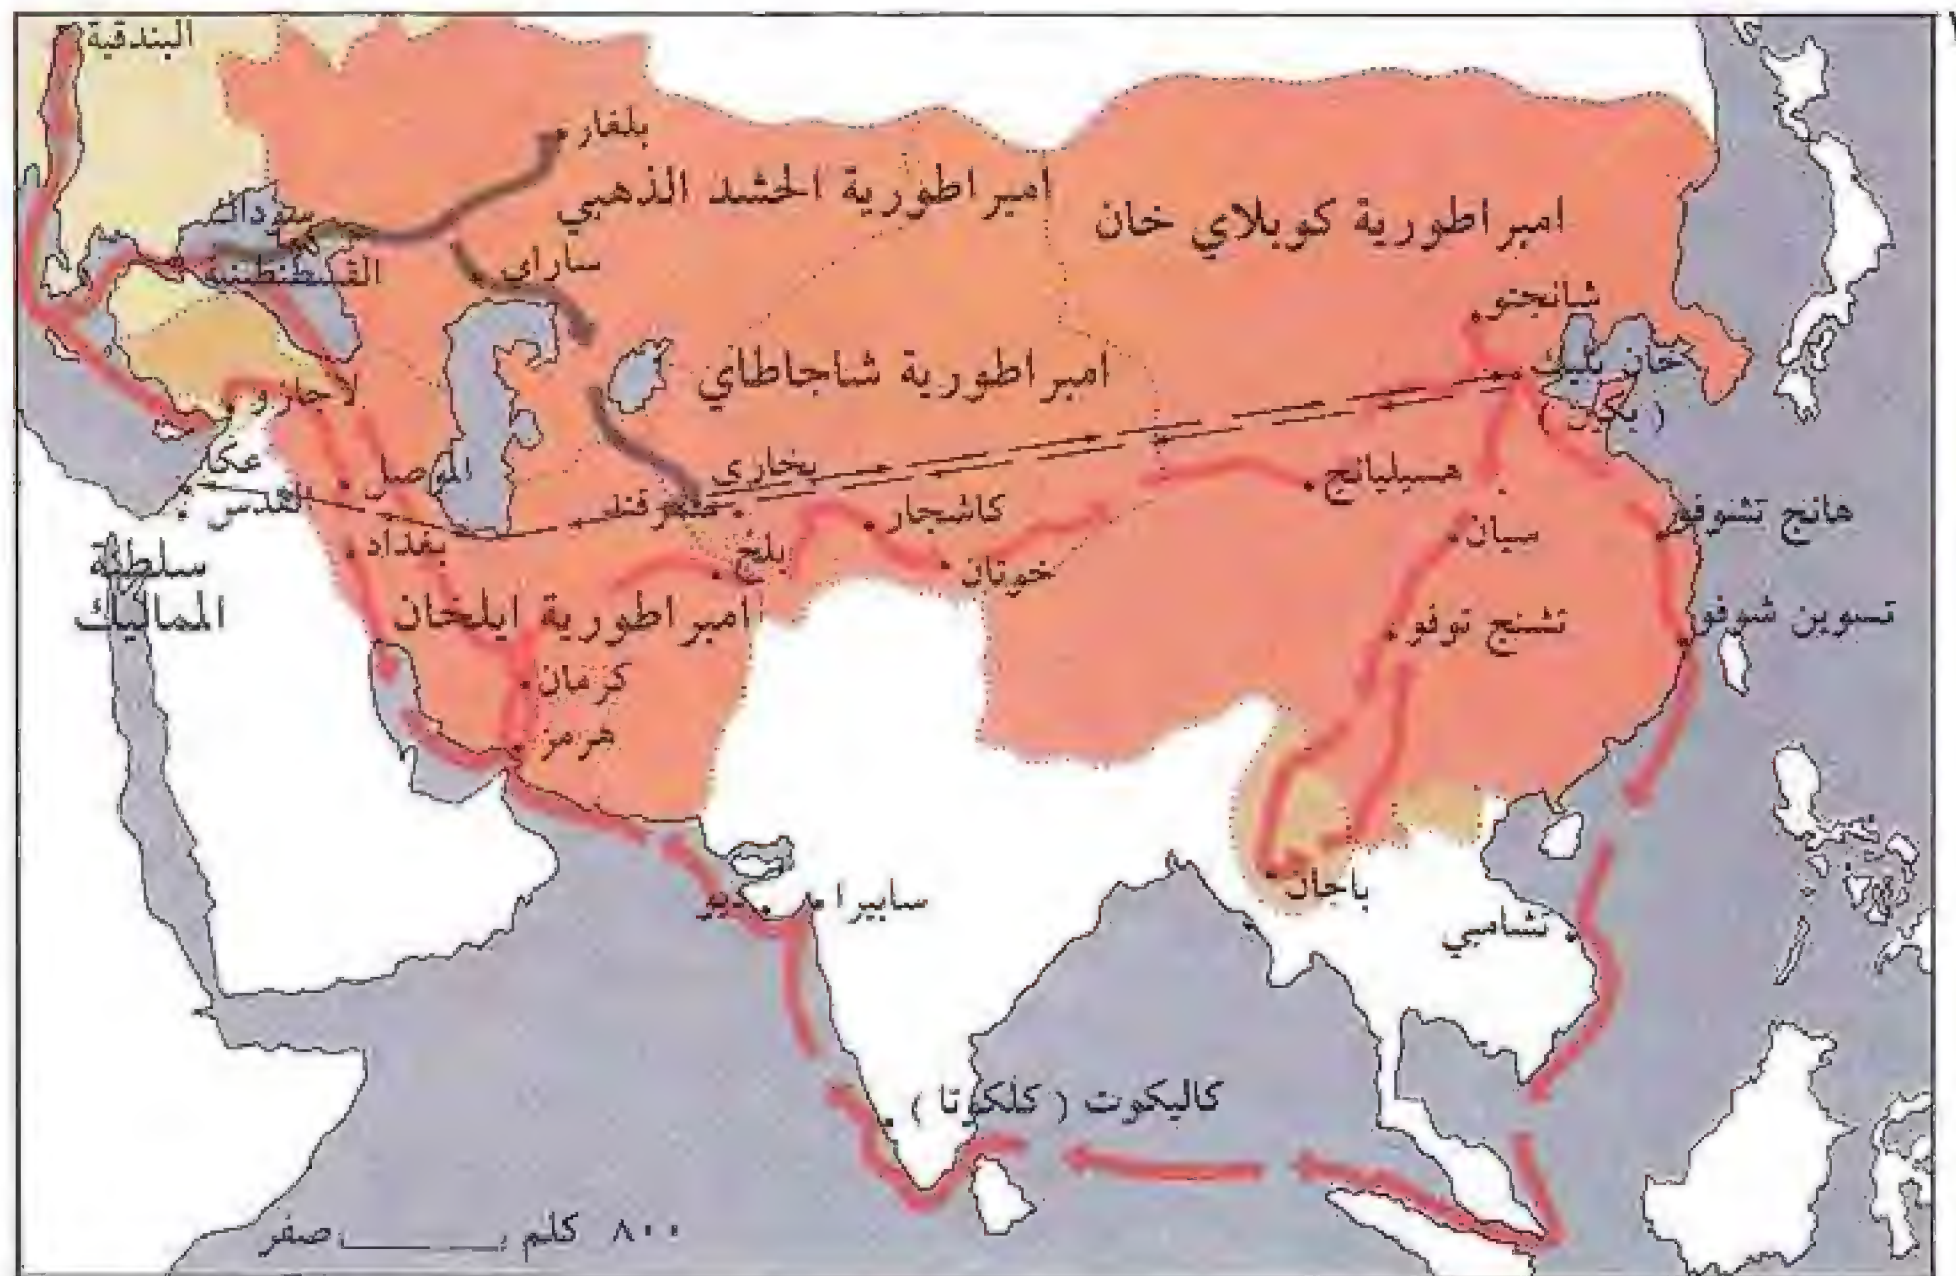 البندقية
بلغار
امبراطورية الحشد الذهبي
امبراطورية كوبلاي خان
سوداك
القسطنطينية
ساراي
شانجتو
خان بليك
(بكين)
امبراطورية شاجاطاي
لاجازو
عكا
الموصل
بخارى
هسيليانج
القدس
سمرقند
كاشجار
هانج تشوفو
سيان
بغداد
بلخ
خوتان
سلطنة
المماليك
امبراطورية ايلخان
تشنج توفو
تسوين شوفو
كرمان
هرمز
ديو
سابيرا
باجان
تشامبي
كاليكوت ( كلكوتا )
صفر ٨٠٠ كلم